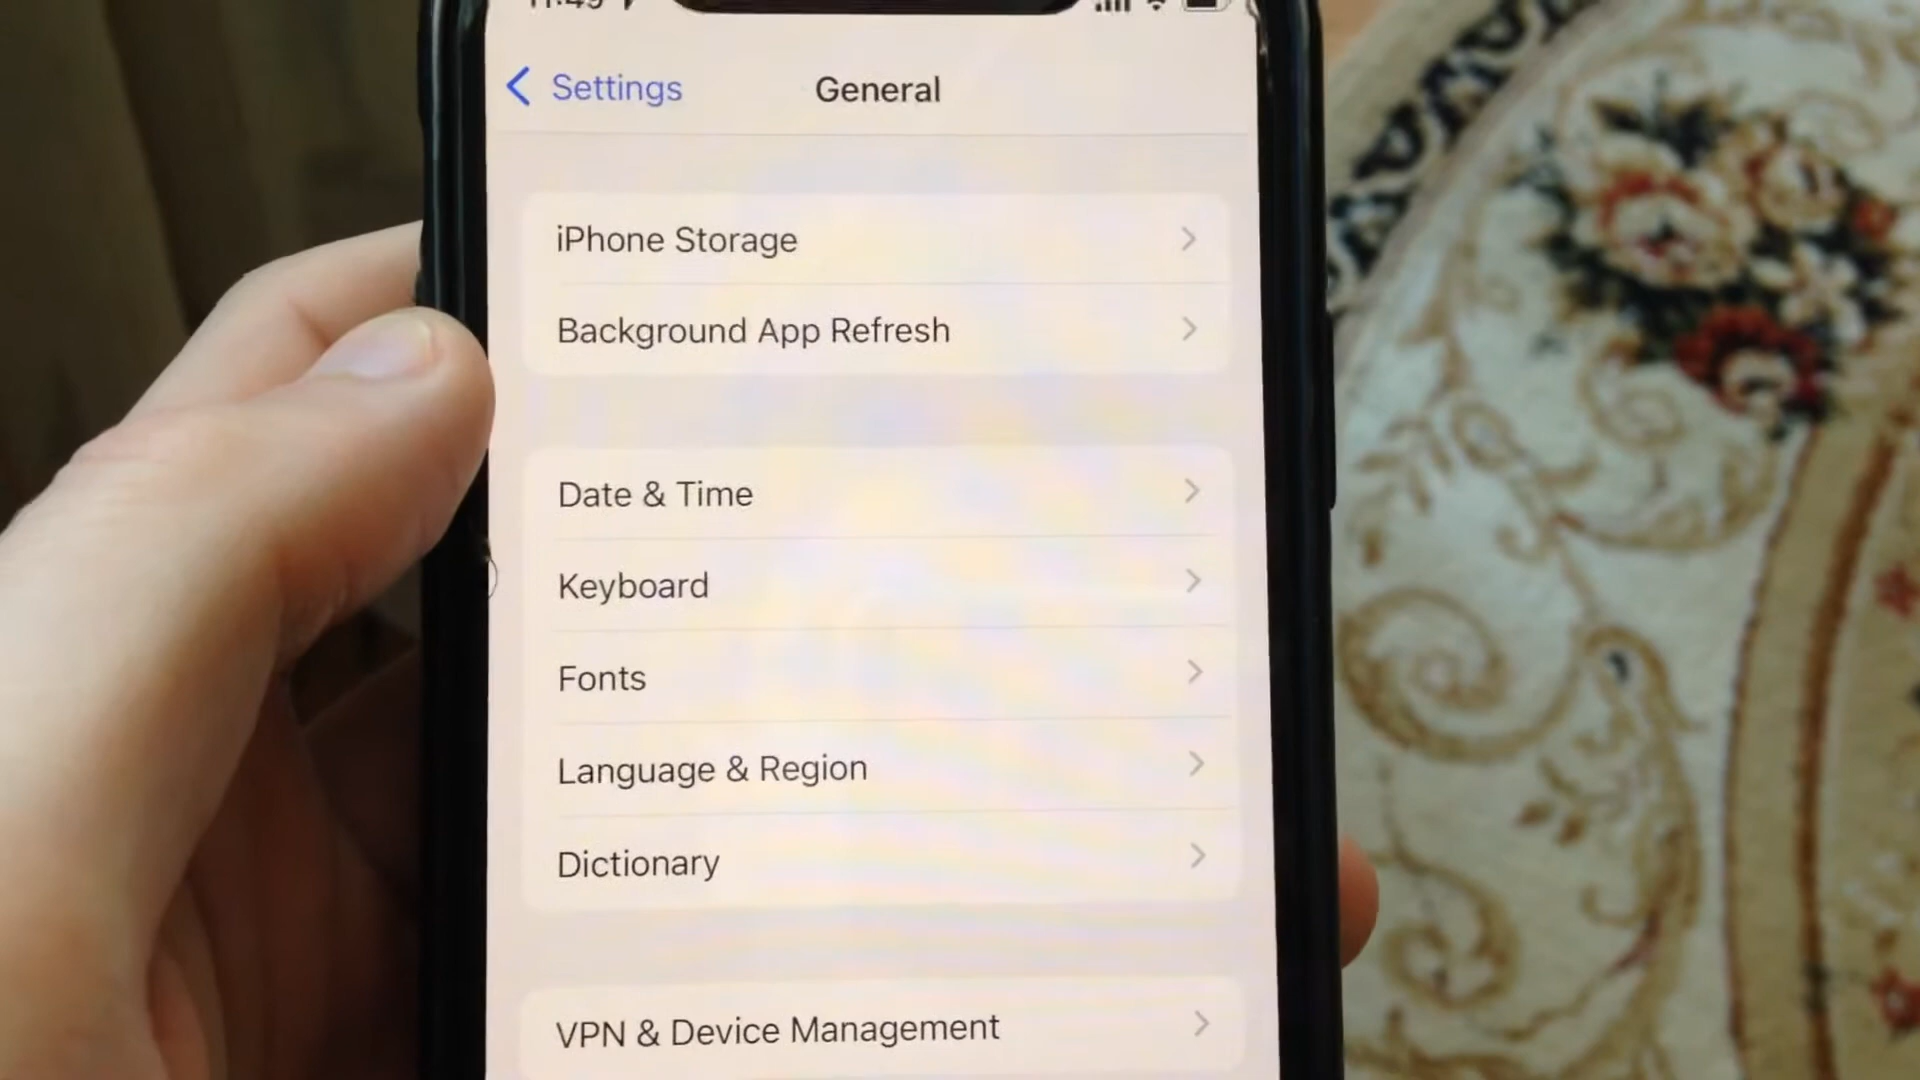 Settings
General
iPhone Storage
Background App Refresh
Date & Time
Keyboard
Fonts
Language & Region
Dictionary
VPN & Device Management